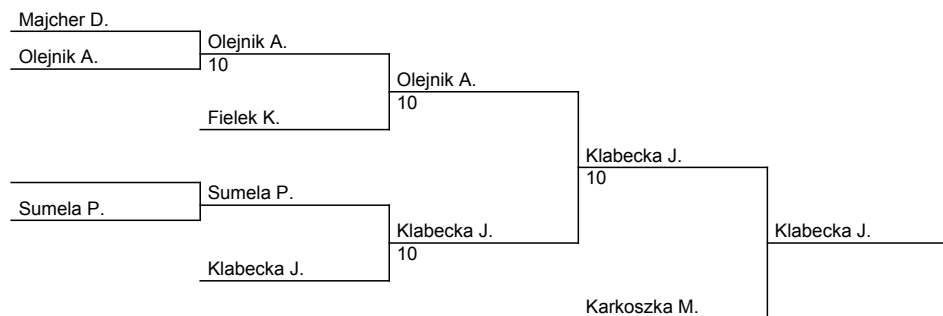 Majcher D.
Olejnik A.
Olejnik A.
10
Olejnik A.
10
Fielek K.
Klabecka J.
10
Sumela P.
Sumela P.
Klabecka J.
10
Klabecka J.
Klabecka J.
Karkoszka M.